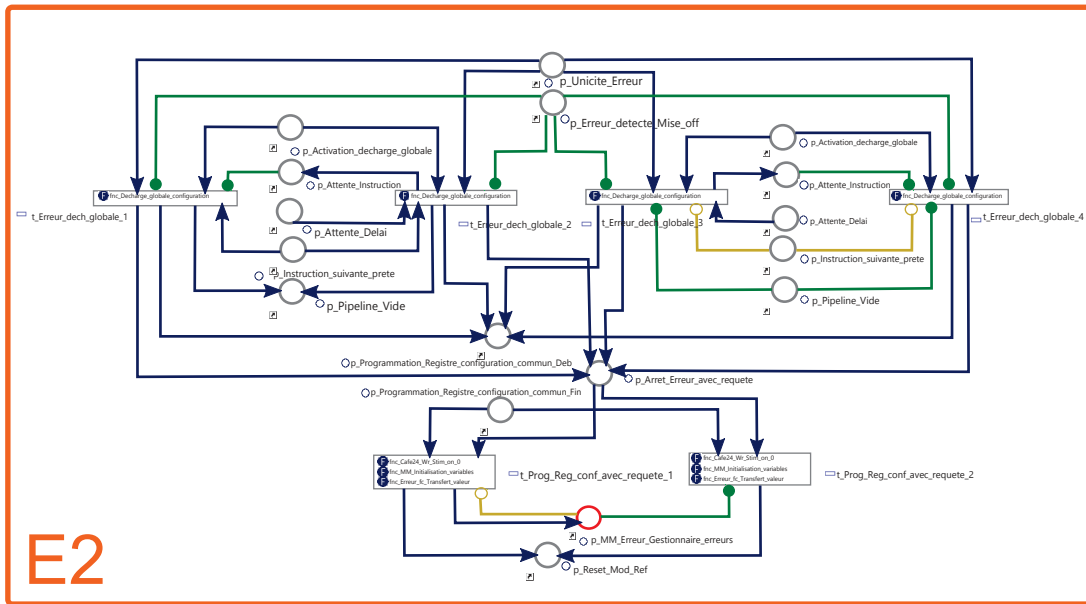 p_Unicite_Erreur
p_Erreur_detecte_Mise_off
p_Activation_decharge_globale
p_Activation_decharge_globale
p_Attente_Instruction
p_Attente_Instruction
F fnc_Decharge_globale_configuration
F fnc_Decharge_globale_configuration
F fnc_Decharge_globale_configuration
F fnc_Decharge_globale_configuration
t_Erreur_dech_globale_1
t_Erreur_dech_globale_2
t_Erreur_dech_globale_3
t_Erreur_dech_globale_4
p_Attente_Delai
p_Attente_Delai
p_Instruction_suivante_prete
p_Instruction_suivante_prete
p_Pipeline_Vide
p_Pipeline_Vide
p_Programmation_Registre_configuration_commun_Deb
p_Arret_Erreur_avec_requete
p_Programmation_Registre_configuration_commun_Fin
F fnc_Cafe24_Wr_Stim_on_0
F fnc_MM_Initialisation_variables
F fnc_Erreur_fc_Transfert_valeur
t_Prog_Reg_conf_avec_requete_1
F fnc_Cafe24_Wr_Stim_on_0
F fnc_MM_Initialisation_variables
F fnc_Erreur_fc_Transfert_valeur
t_Prog_Reg_conf_avec_requete_2
p_MM_Erreur_Gestionnaire_erreurs
p_Reset_Mod_Ref
E2